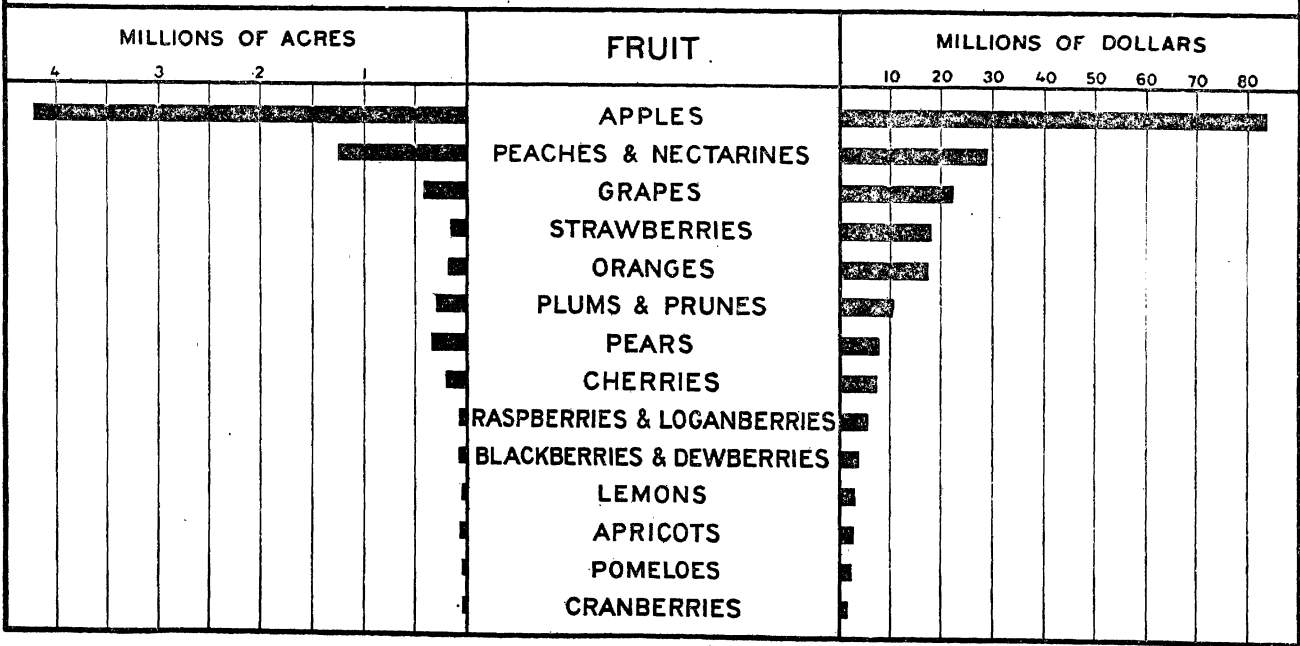 MILLIONS OF ACRES
4 3 2 1
FRUIT
MILLIONS OF DOLLARS
10 20 30 40 50 60 70 80
APPLES
PEACHES & NECTARINES
GRAPES
STRAWBERRIES
ORANGES
PLUMS & PRUNES
PEARS
CHERRIES
RASPBERRIES & LOGANBERRIES
BLACKBERRIES & DEWBERRIES
LEMONS
APRICOTS
POMELOES
CRANBERRIES